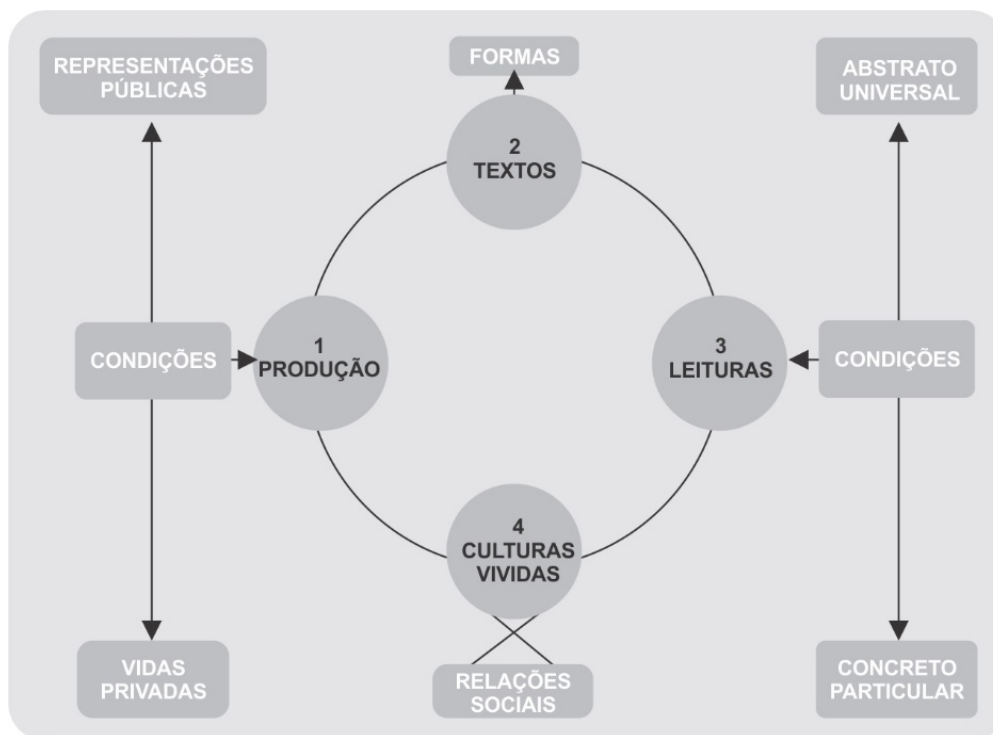 REPRESENTAÇÕES
PÚBLICAS
FORMAS
ABSTRATO
UNIVERSAL
2
TEXTOS
CONDIÇÕES
1
PRODUÇÃO
3
LEITURAS
CONDIÇÕES
4
CULTURAS
VIVIDAS
VIDAS
PRIVADAS
RELAÇÕES
SOCIAIS
CONCRETO
PARTICULAR